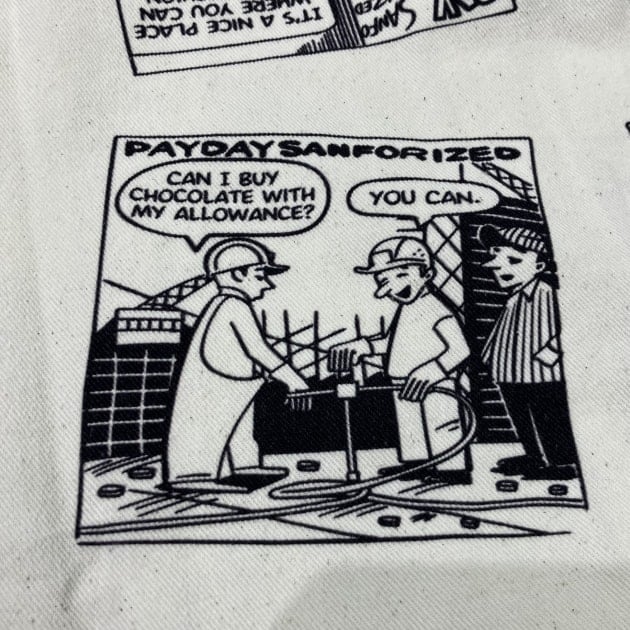 IT'S A NICE PLACE
WHERE YOU CAN
PAYDAY SANFORIZED
CAN I BUY
CHOCOLATE WITH
MY ALLOWANCE?
YOU CAN.